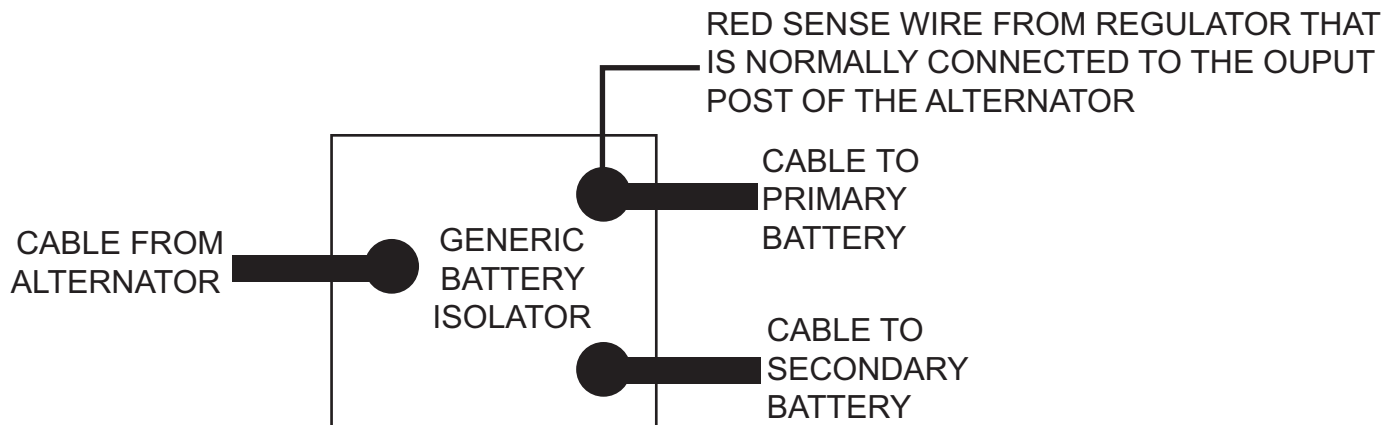 RED SENSE WIRE FROM REGULATOR THAT
IS NORMALLY CONNECTED TO THE OUPUT
POST OF THE ALTERNATOR
CABLE TO
PRIMARY
BATTERY
CABLE FROM
ALTERNATOR
GENERIC
BATTERY
ISOLATOR
CABLE TO
SECONDARY
BATTERY